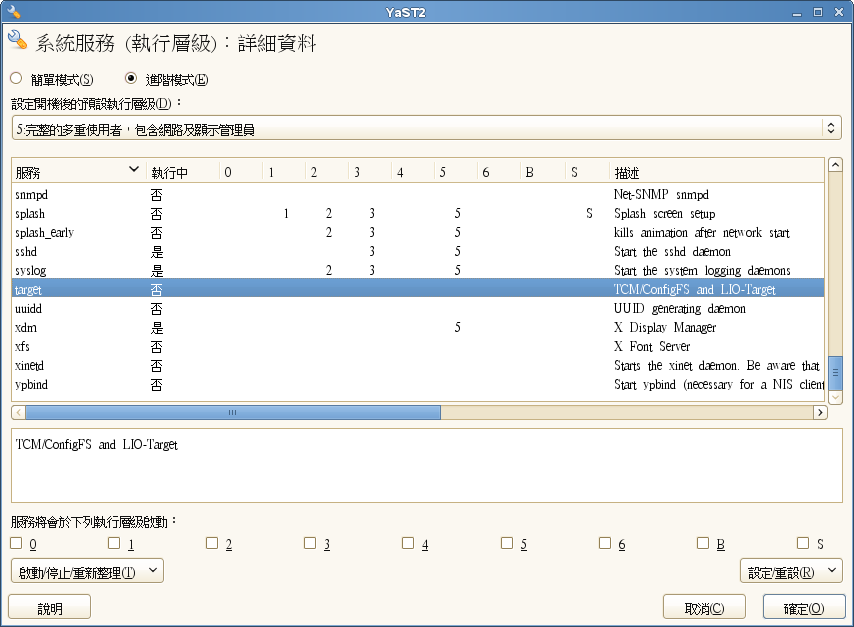 YaST2
系統服務 (執行層級)：詳細資料
簡單模式(S) 進階模式(E)
設定開機後的預設執行層級(D)：
5:完整的多重使用者，包含網路及顯示管理員
服務 執行中 0 1 2 3 4 5 6 B S 描述
snmpd 否 Net-SNMP snmpd
splash 否 1 2 3 5 S Splash screen setup
splash_early 否 2 3 5 kills animation after network start
sshd 是 3 5 Start the sshd daemon
syslog 是 2 3 5 Start the system logging daemons
target 否 TCM/ConfigFS and LIO-Target
uuidd 否 UUID generating daemon
xdm 是 5 X Display Manager
xfs 否 X Font Server
xinetd 否 Starts the xinet daemon. Be aware that
ypbind 否 Start ypbind (necessary for a NIS client
TCM/ConfigFS and LIO-Target
服務將會於下列執行層級啟動：
0 1 2 3 4 5 6 B S
啟動/停止/重新整理(T) 設定/重設(R)
說明 取消(C) 確定(O)